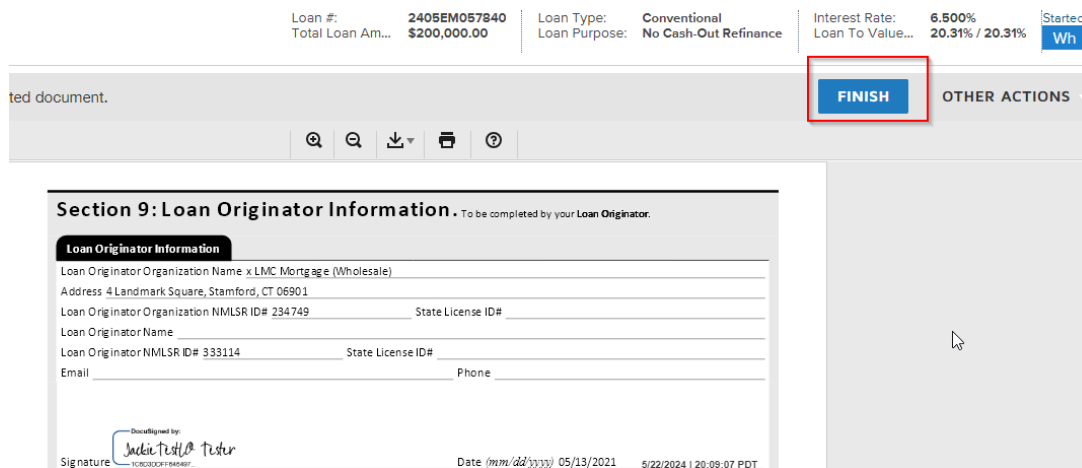 Loan #: 2405EM057840 Loan Type: Conventional Interest Rate: 6.500% Started
Total Loan Am... $200,000.00 Loan Purpose: No Cash-Out Refinance Loan To Value... 20.31% / 20.31% Wh
ted document. FINISH OTHER ACTIONS
Section 9: Loan Originator Information. To be completed by your Loan Originator.
Loan Originator Information
Loan Originator Organization Name x LMC Mortgage (Wholesale)
Address 4 Landmark Square, Stamford, CT 06901
Loan Originator Organization NMLSR ID# 234749 State License ID#
Loan Originator Name
Loan Originator NMLSR ID# 333114 State License ID#
Email Phone
DocuSigned by:
Jackie TestLO Tester
Signature Date (mm/dd/yyyy) 05/13/2021 5/22/2024 | 20:09:07 PDT